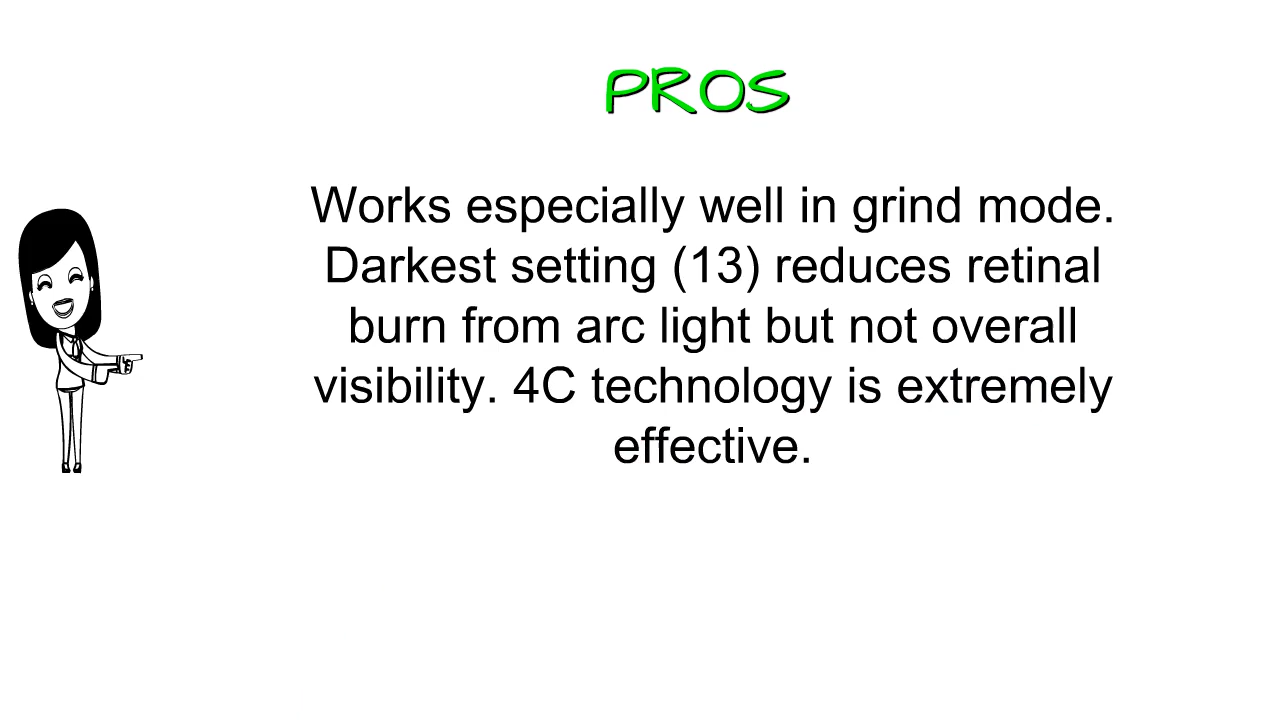 PROS
Works especially well in grind mode.
Darkest setting (13) reduces retinal
burn from arc light but not overall
visibility. 4C technology is extremely
effective.